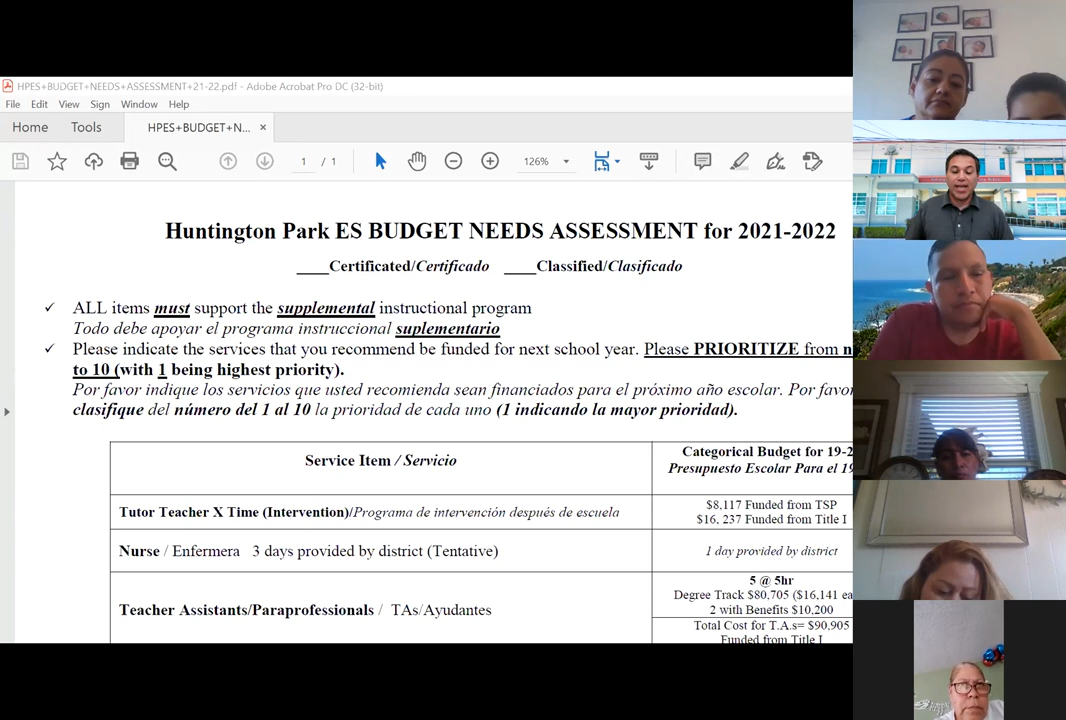 HPES+BUDGET+NEEDS+ASSESSMENT+21-22.pdf - Adobe Acrobat Pro DC (32-bit)
File Edit View Sign Window Help
Home Tools HPES+BUDGET+N... ×
1 / 1 126%
Huntington Park ES BUDGET NEEDS ASSESSMENT for 2021-2022
____Certificated/Certificado ____Classified/Clasificado
✓ ALL items must support the supplemental instructional program
Todo debe apoyar el programa instruccional suplementario
✓ Please indicate the services that you recommend be funded for next school year. Please PRIORITIZE from
to 10 (with 1 being highest priority).
Por favor indique los servicios que usted recomienda sean financiados para el próximo año escolar. Por favor
clasifique del número del 1 al 10 la prioridad de cada uno (1 indicando la mayor prioridad).
Service Item / Servicio
Categorical Budget for 19-2
Presupuesto Escolar Para el 19
Tutor Teacher X Time (Intervention)/Programa de intervención después de escuela
$8,117 Funded from TSP
$16, 237 Funded from Title I
Nurse / Enfermera 3 days provided by district (Tentative)
1 day provided by district
Teacher Assistants/Paraprofessionals / TAs/Ayudantes
5 @ 5hr
Degree Track $80,705 ($16,141 ea
2 with Benefits $10,200
Total Cost for T.A.s= $90,905
Funded from Title I